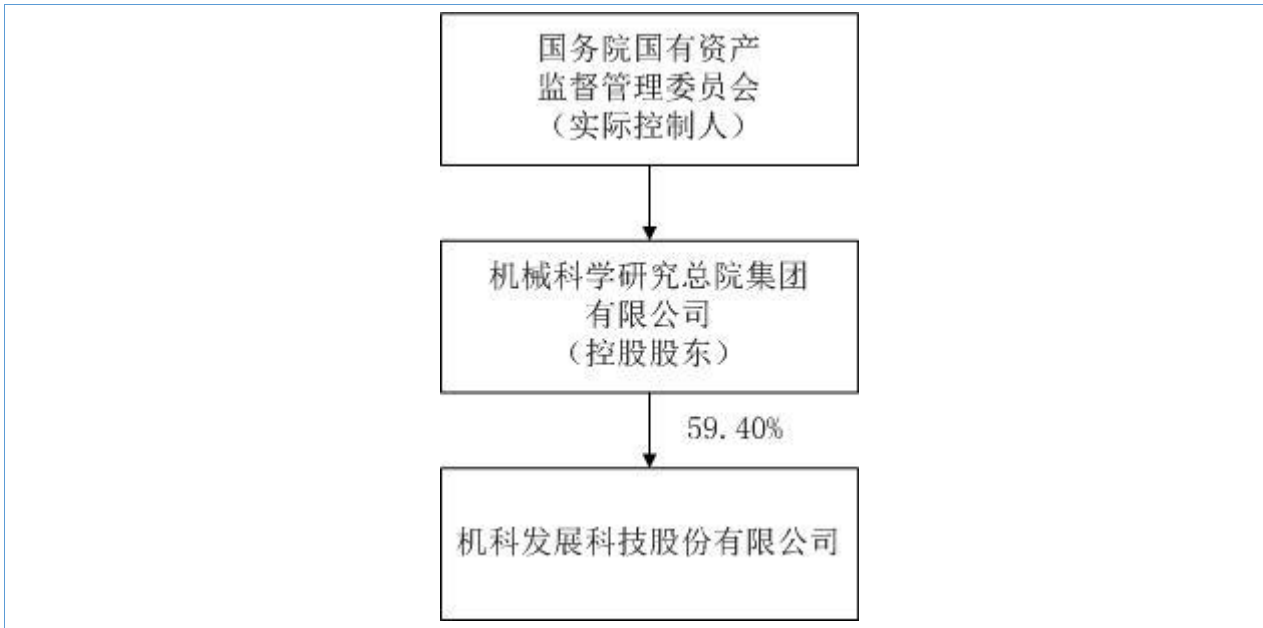 国务院国有资产
监督管理委员会
（实际控制人）
机械科学研究总院集团
有限公司
（控股股东）
59.40%
机科发展科技股份有限公司